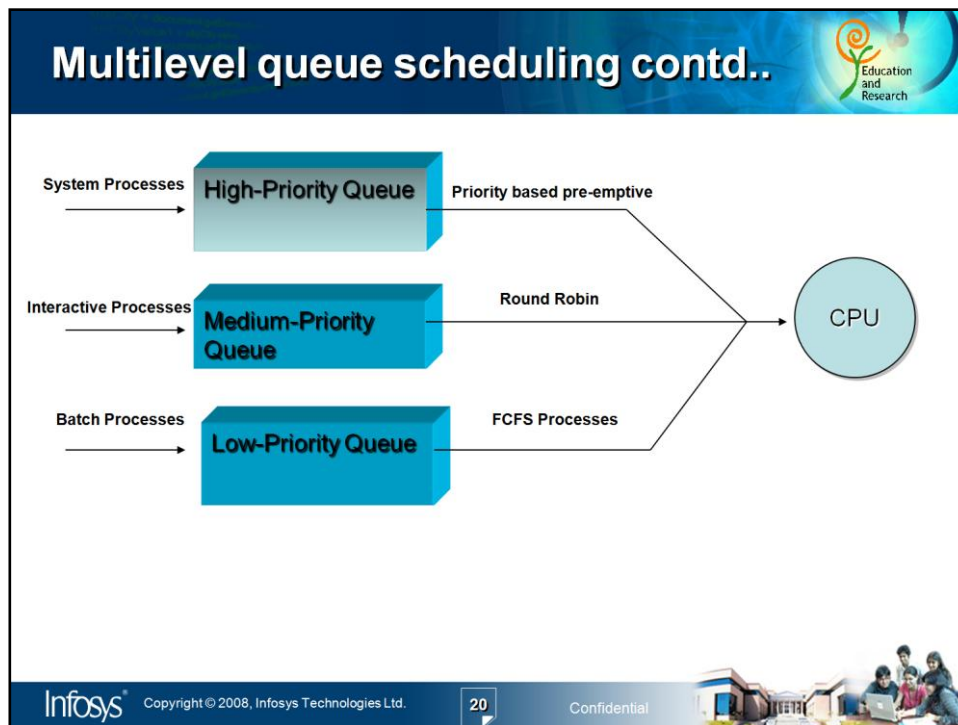 Multilevel queue scheduling contd..
Education
and
Research
System Processes
High-Priority Queue
Priority based pre-emptive
Interactive Processes
Medium-Priority
Queue
Round Robin
CPU
Batch Processes
Low-Priority Queue
FCFS Processes
Infosys®
Copyright © 2008, Infosys Technologies Ltd.
20
Confidential